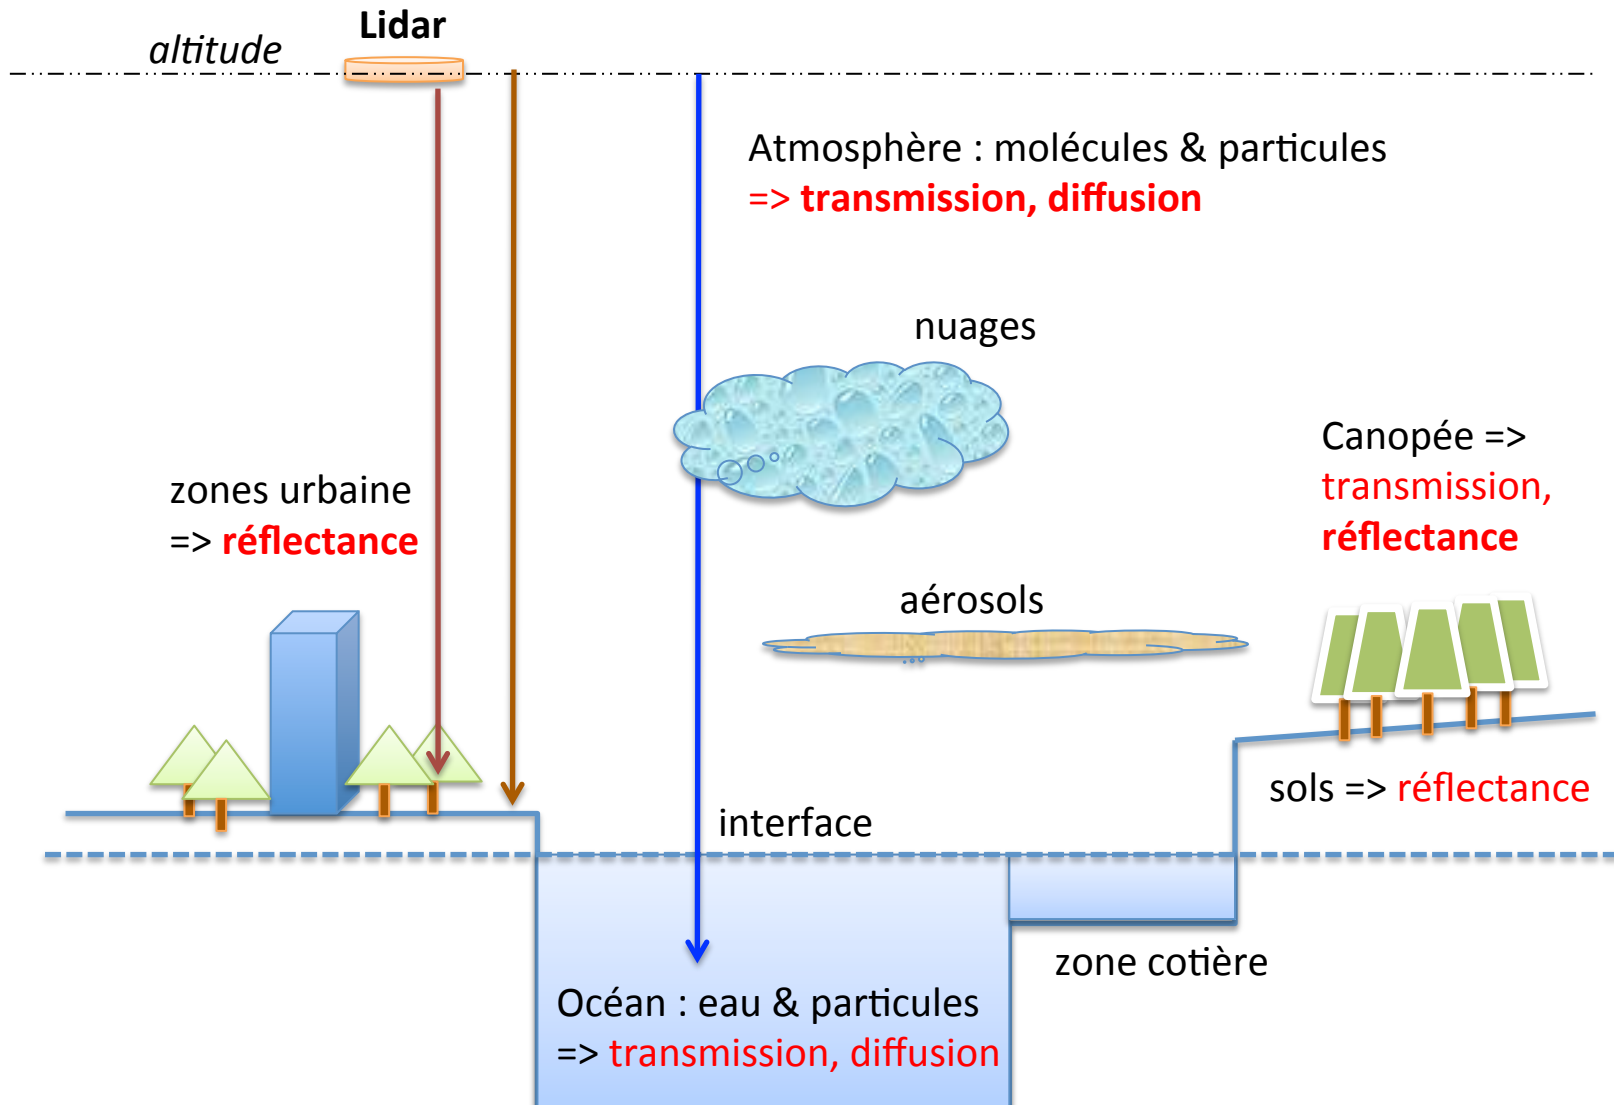 Lidar
altitude
Atmosphère : molécules & particules
=> transmission, diffusion
nuages
Canopée =>
transmission,
réflectance
zones urbaine
=> réflectance
aérosols
sols => réflectance
interface
zone cotière
Océan : eau & particules
=> transmission, diffusion